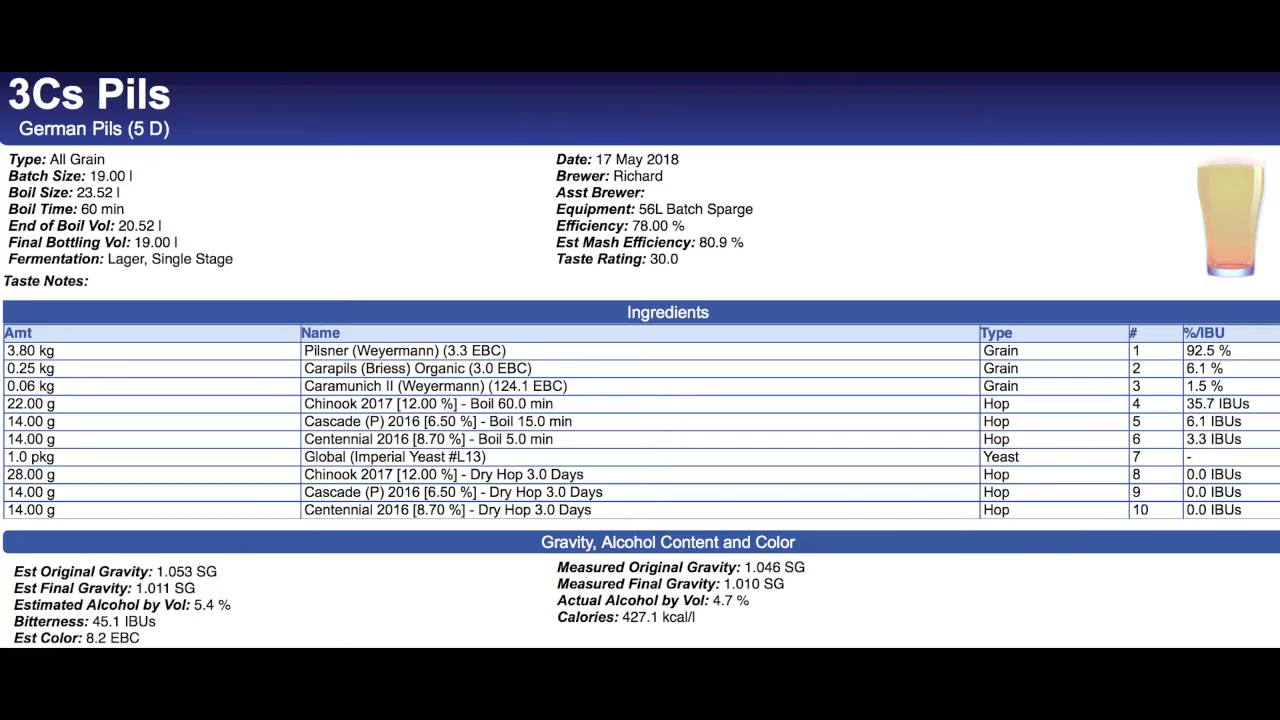 3Cs Pils
German Pils (5 D)
Type: All Grain
Batch Size: 19.00 l
Boil Size: 23.52 l
Boil Time: 60 min
End of Boil Vol: 20.52 l
Final Bottling Vol: 19.00 l
Fermentation: Lager, Single Stage
Date: 17 May 2018
Brewer: Richard
Asst Brewer:
Equipment: 56L Batch Sparge
Efficiency: 78.00 %
Est Mash Efficiency: 80.9 %
Taste Rating: 30.0
Taste Notes:
Ingredients
Amt Name Type # %/IBU
3.80 kg Pilsner (Weyermann) (3.3 EBC) Grain 1 92.5 %
0.25 kg Carapils (Briess) Organic (3.0 EBC) Grain 2 6.1 %
0.06 kg Caramunich II (Weyermann) (124.1 EBC) Grain 3 1.5 %
22.00 g Chinook 2017 [12.00 %] - Boil 60.0 min Hop 4 35.7 IBUs
14.00 g Cascade (P) 2016 [6.50 %] - Boil 15.0 min Hop 5 6.1 IBUs
14.00 g Centennial 2016 [8.70 %] - Boil 5.0 min Hop 6 3.3 IBUs
1.0 pkg Global (Imperial Yeast #L13) Yeast 7 -
28.00 g Chinook 2017 [12.00 %] - Dry Hop 3.0 Days Hop 8 0.0 IBUs
14.00 g Cascade (P) 2016 [6.50 %] - Dry Hop 3.0 Days Hop 9 0.0 IBUs
14.00 g Centennial 2016 [8.70 %] - Dry Hop 3.0 Days Hop 10 0.0 IBUs
Gravity, Alcohol Content and Color
Est Original Gravity: 1.053 SG
Est Final Gravity: 1.011 SG
Estimated Alcohol by Vol: 5.4 %
Bitterness: 45.1 IBUs
Est Color: 8.2 EBC
Measured Original Gravity: 1.046 SG
Measured Final Gravity: 1.010 SG
Actual Alcohol by Vol: 4.7 %
Calories: 427.1 kcal/l